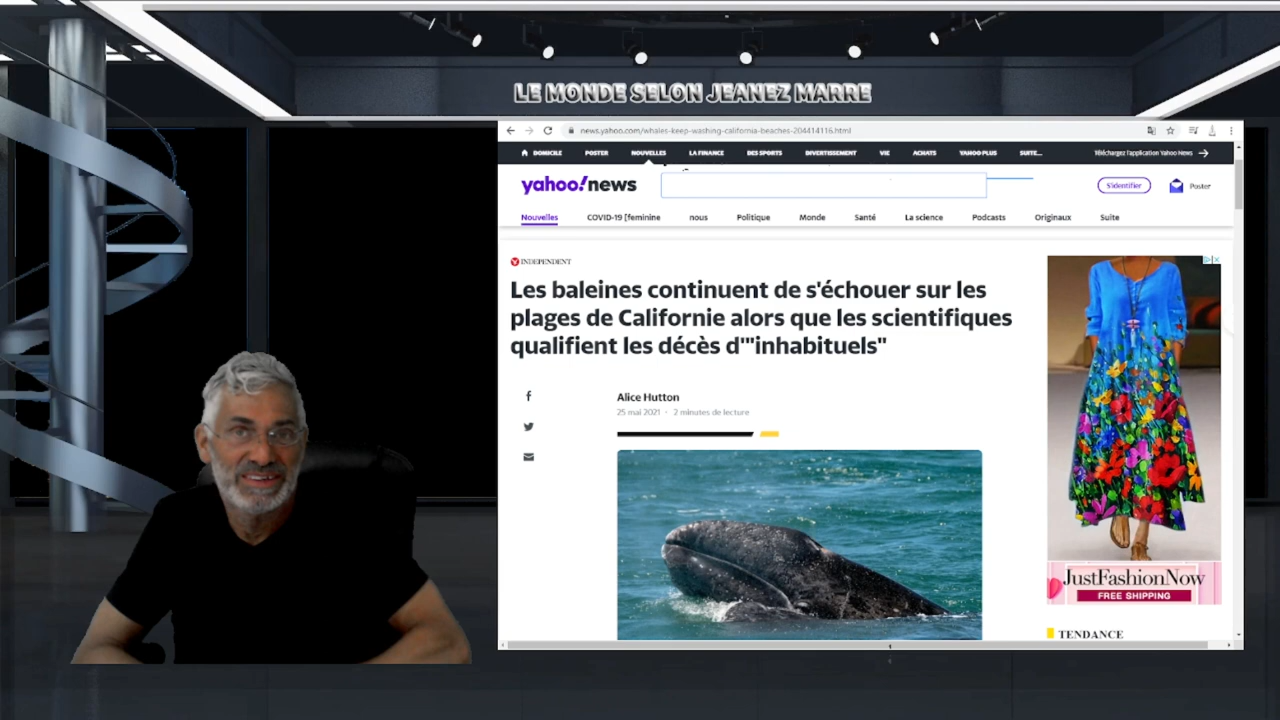 LE MONDE SELON JEANEZ MARRE
news.yahoo.com/whales-keep-washing-california-beaches-204414116.html
DOMICILE POSTER NOUVELLES LA FINANCE DES SPORTS DIVERTISSEMENT VIE ACHATS YAHOO PLUS SUITE... Téléchargez l'application Yahoo News
yahoo!news S'identifier Poster
Nouvelles COVID-19 [feminine nous Politique Monde Santé La science Podcasts Originaux Suite
INDEPENDENT
Les baleines continuent de s'échouer sur les
plages de Californie alors que les scientifiques
qualifient les décès d'"inhabituels"
Alice Hutton
25 mai 2021 · 2 minutes de lecture
JustFashionNow
FREE SHIPPING
TENDANCE